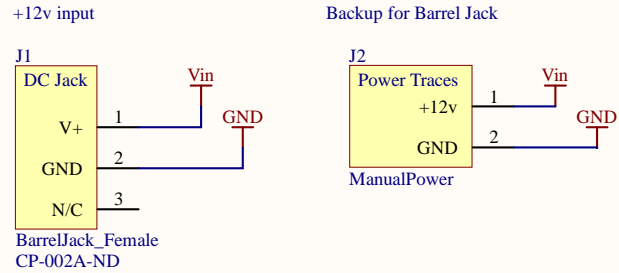 +12v input
J1
DC Jack
V+
1
Vin
GND
2
GND
N/C
3
BarrelJack_Female
CP-002A-ND
Backup for Barrel Jack
J2
Power Traces
+12v
1
Vin
GND
2
GND
ManualPower